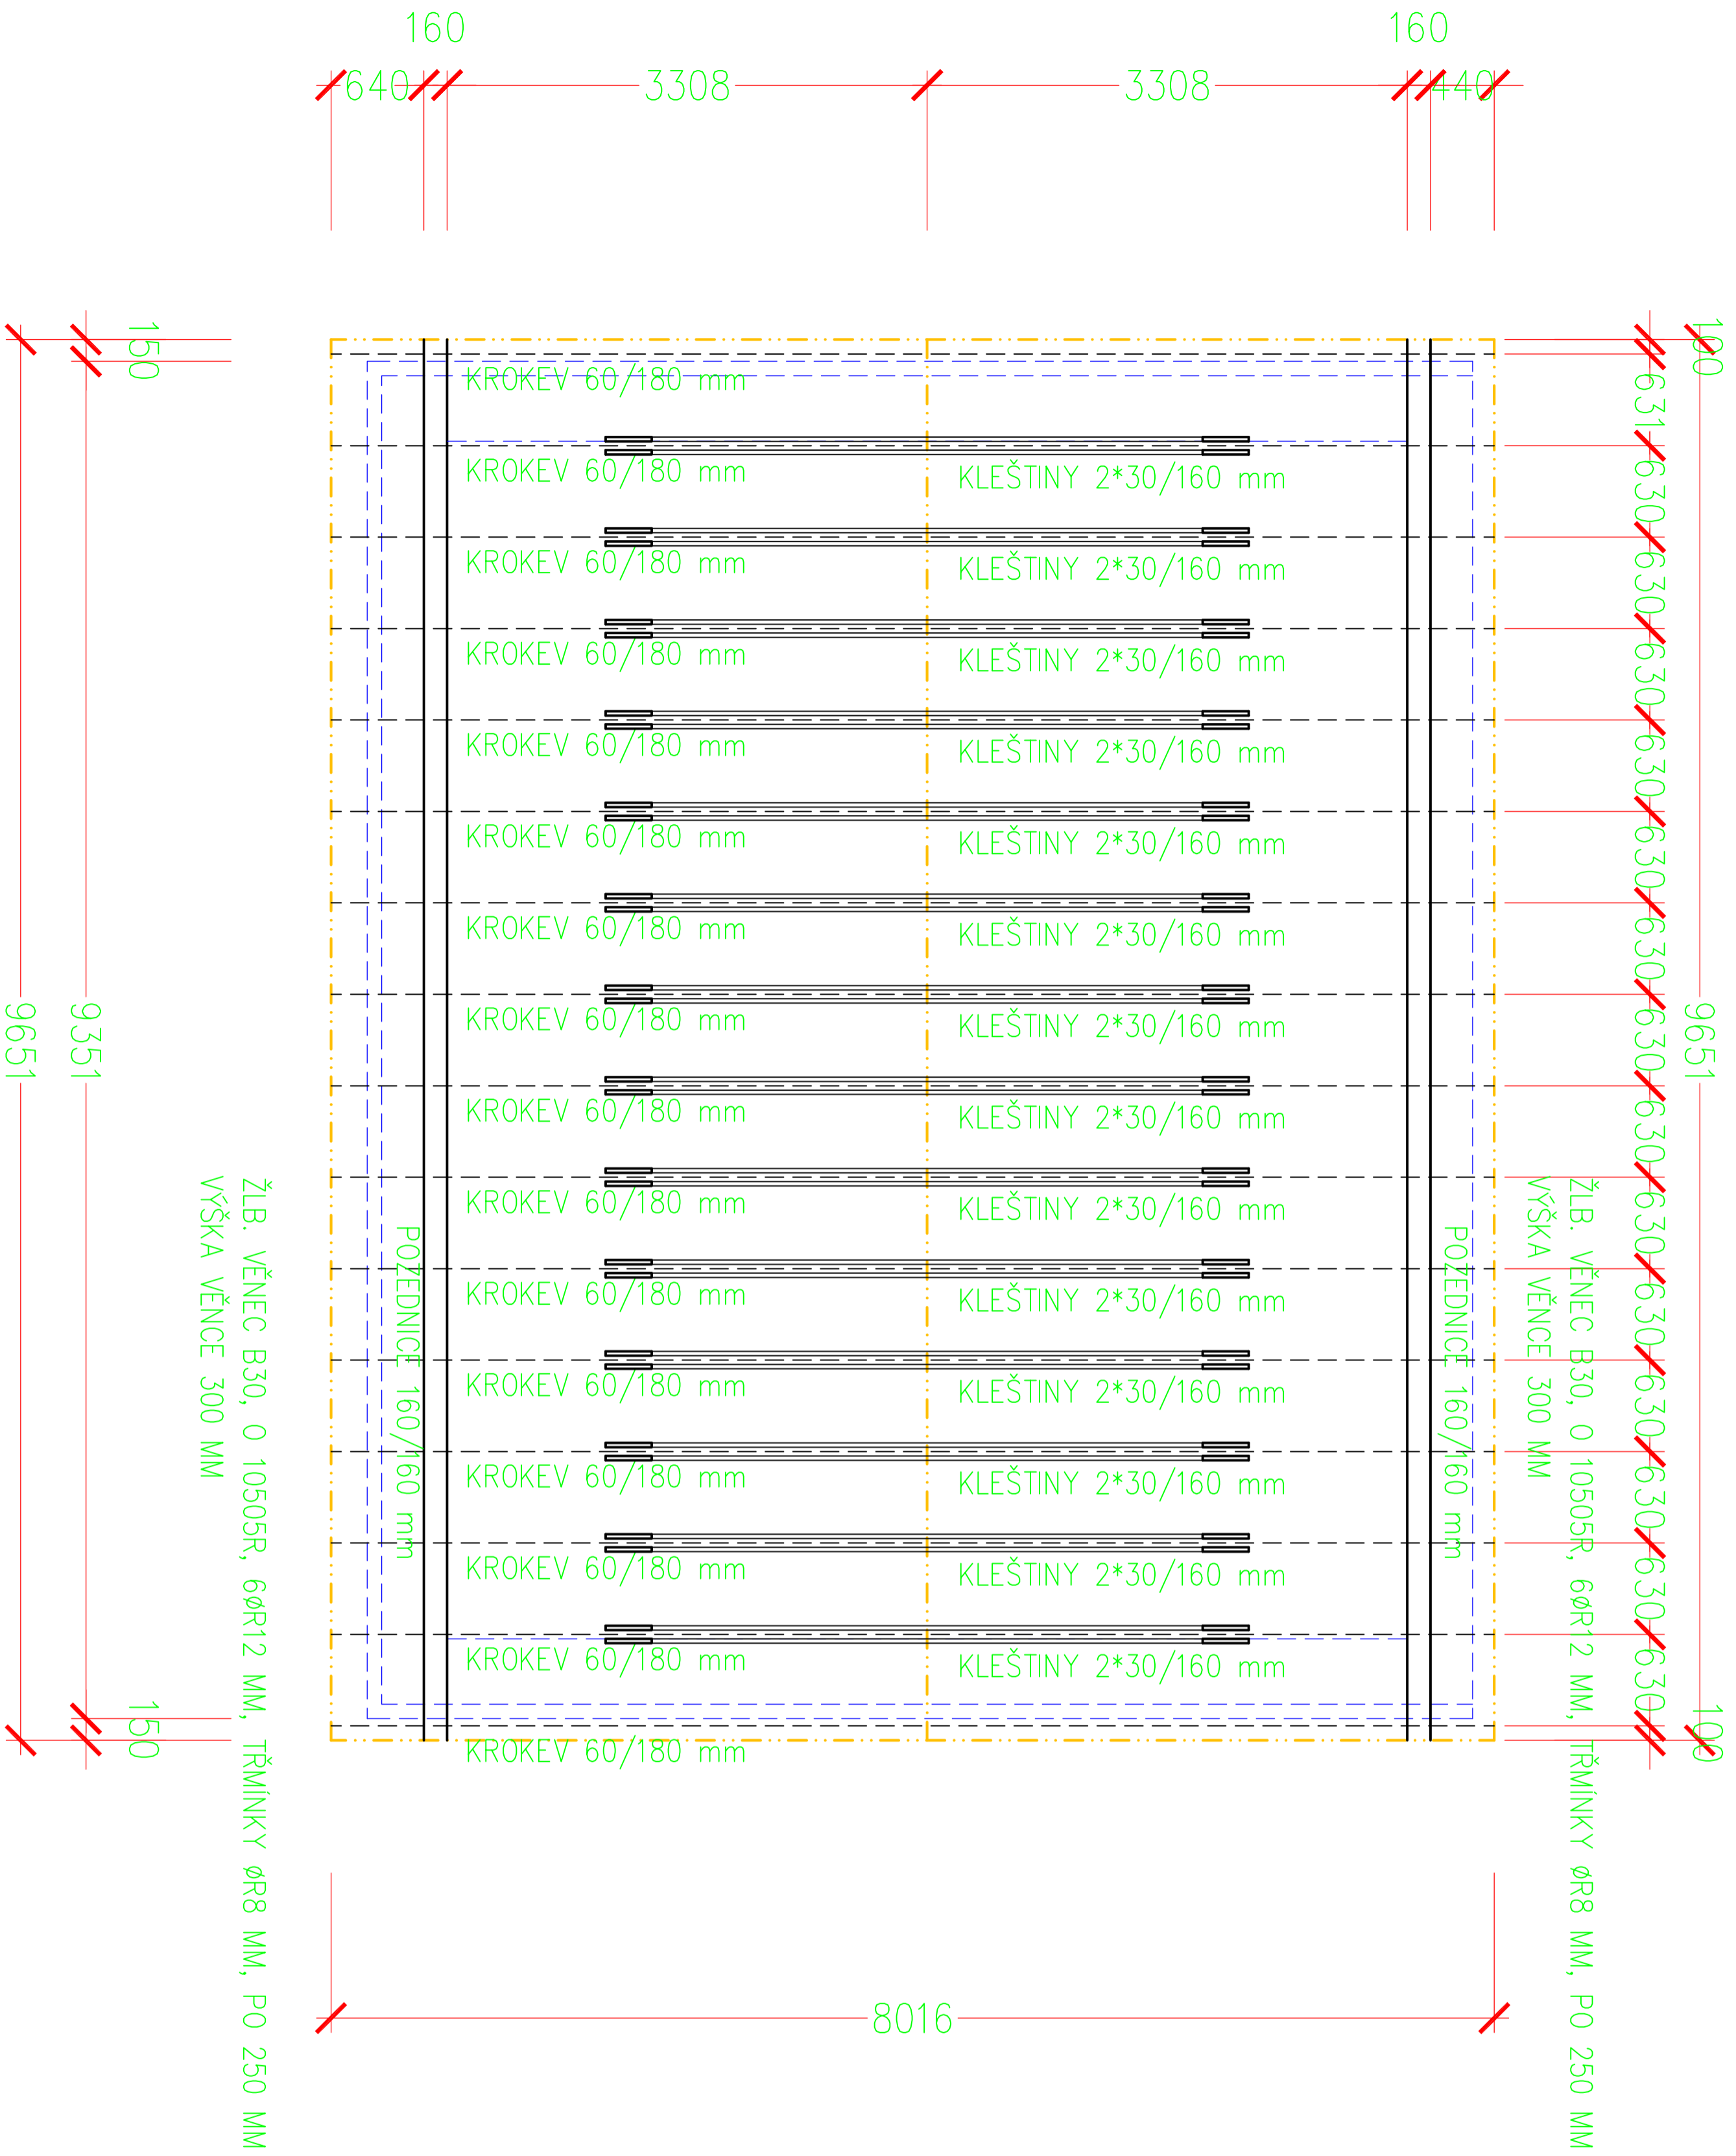 160
160
640
3308
3308
440
150
100
631
KROKEV 60/180 mm
KROKEV 60/180 mm
KLEŠTINY 2*30/160 mm
630
KROKEV 60/180 mm
KLEŠTINY 2*30/160 mm
630
KROKEV 60/180 mm
KLEŠTINY 2*30/160 mm
630
KROKEV 60/180 mm
KLEŠTINY 2*30/160 mm
630
KROKEV 60/180 mm
KLEŠTINY 2*30/160 mm
630
KROKEV 60/180 mm
KLEŠTINY 2*30/160 mm
630
KROKEV 60/180 mm
KLEŠTINY 2*30/160 mm
630
9651
9351
9651
KROKEV 60/180 mm
KLEŠTINY 2*30/160 mm
630
KROKEV 60/180 mm
KLEŠTINY 2*30/160 mm
630
KROKEV 60/180 mm
KLEŠTINY 2*30/160 mm
630
KROKEV 60/180 mm
KLEŠTINY 2*30/160 mm
630
KROKEV 60/180 mm
KLEŠTINY 2*30/160 mm
630
KROKEV 60/180 mm
KLEŠTINY 2*30/160 mm
630
KROKEV 60/180 mm
KLEŠTINY 2*30/160 mm
630
KROKEV 60/180 mm
150
100
ŽLB. VĚNEC B30, O 10505R, 6øR12 MM, TŘMÍNKY øR8 MM, PO 250 MM
VÝŠKA VĚNCE 300 MM
POZEDNICE 160/160 mm
POZEDNICE 160/160 mm
ŽLB. VĚNEC B30, O 10505R, 6øR12 MM, TŘMÍNKY øR8 MM, PO 250 MM
VÝŠKA VĚNCE 300 MM
8016